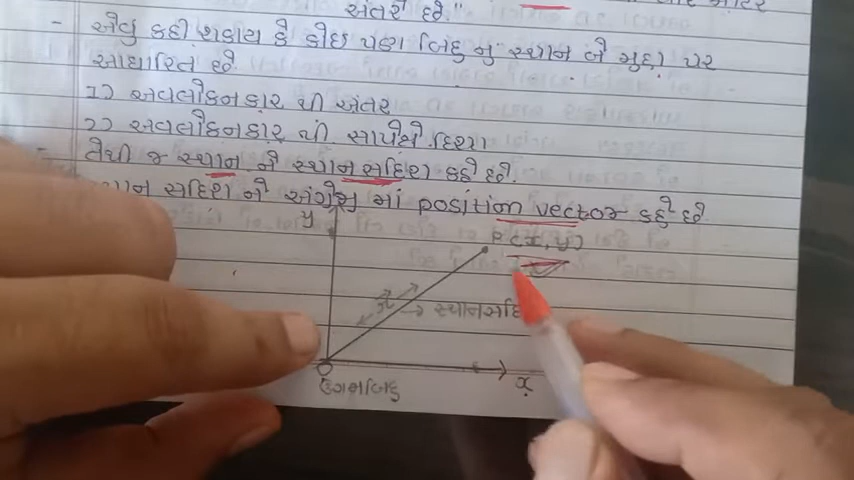 અંતરે છે."
- એવું કહી શકાય કે કોઈ પણ બિંદુ નું સ્થાન બે મુદ્દા પર
આધારિત છે.
1) અવલોકનકાર થી અંતર
2) અવલોકનકાર થી સાપેક્ષે દિશા
- તેથી જ સ્થાન ને સ્થાન સદિશ કહે છે.
સ્થાન સદિશ ને અંગ્રેજી માં position vector કહે છે
y
P(x, y)
r → સ્થાનસદિ
O
x
ઉગમબિંદુ